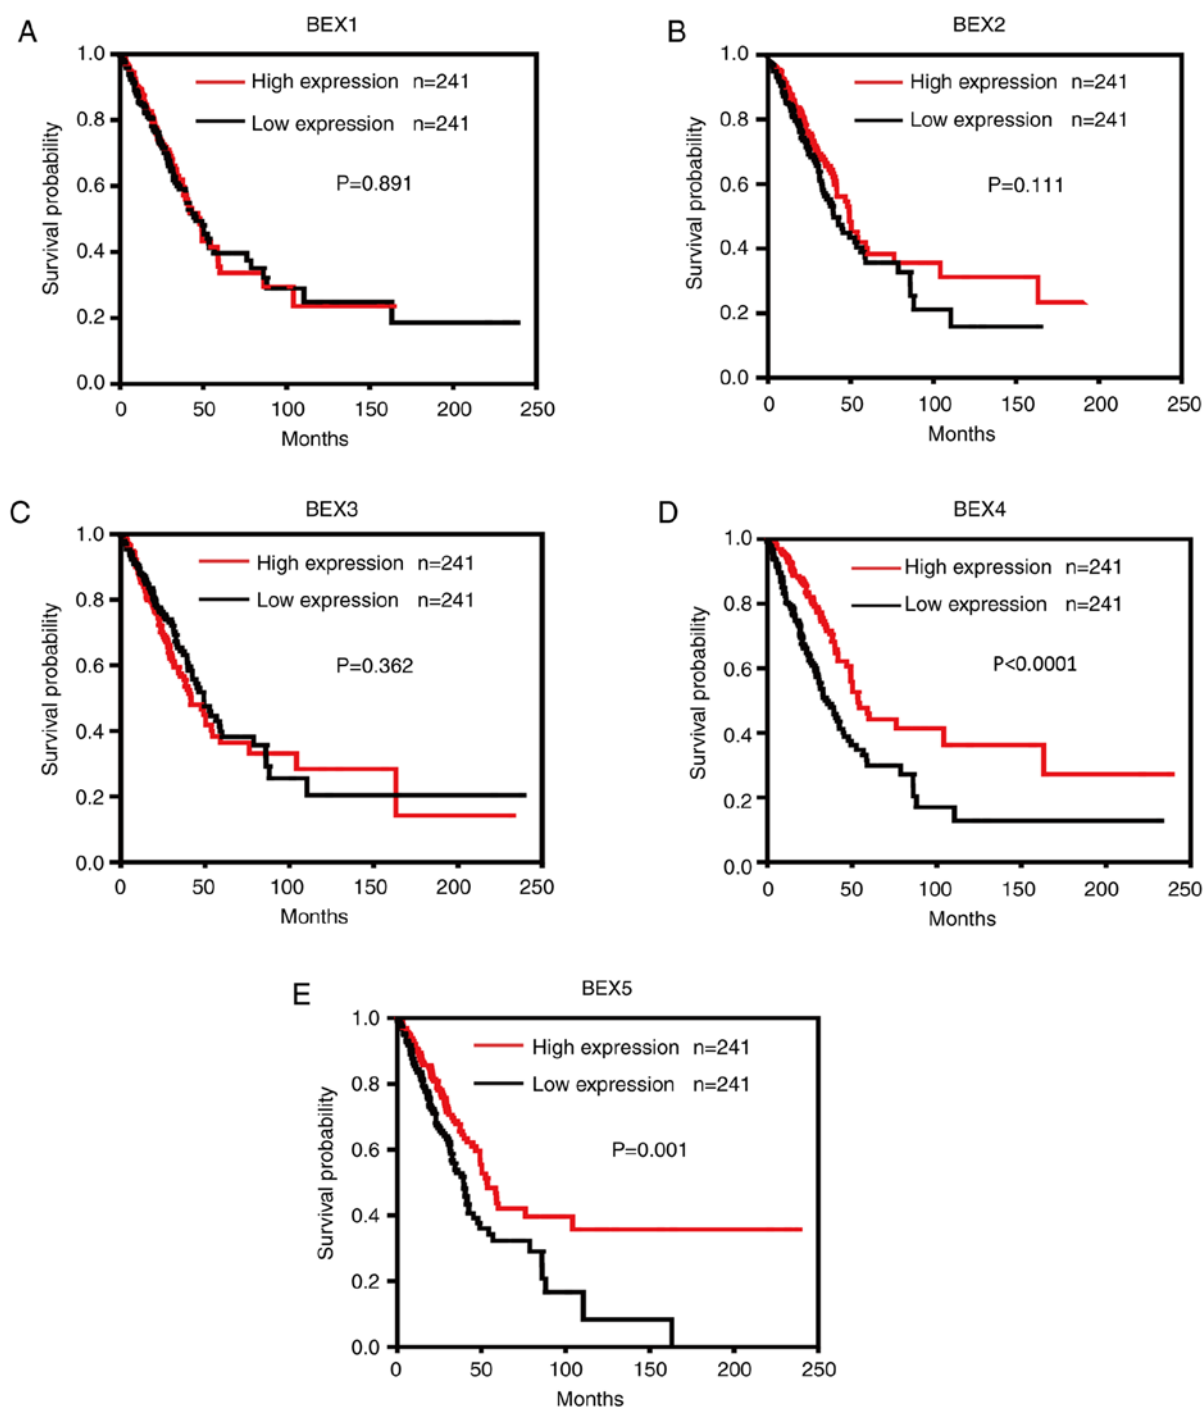 A
BEX1
1.0
0.8
0.6
0.4
0.2
0.0
Survival probability
High expression n=241
Low expression n=241
P=0.891
0 50 100 150 200 250
Months
B
BEX2
1.0
0.8
0.6
0.4
0.2
0.0
Survival probability
High expression n=241
Low expression n=241
P=0.111
0 50 100 150 200 250
Months
C
BEX3
1.0
0.8
0.6
0.4
0.2
0.0
Survival probability
High expression n=241
Low expression n=241
P=0.362
0 50 100 150 200 250
Months
D
BEX4
1.0
0.8
0.6
0.4
0.2
0.0
Survival probability
High expression n=241
Low expression n=241
P<0.0001
0 50 100 150 200 250
Months
E
BEX5
1.0
0.8
0.6
0.4
0.2
0.0
Survival probability
High expression n=241
Low expression n=241
P=0.001
0 50 100 150 200 250
Months